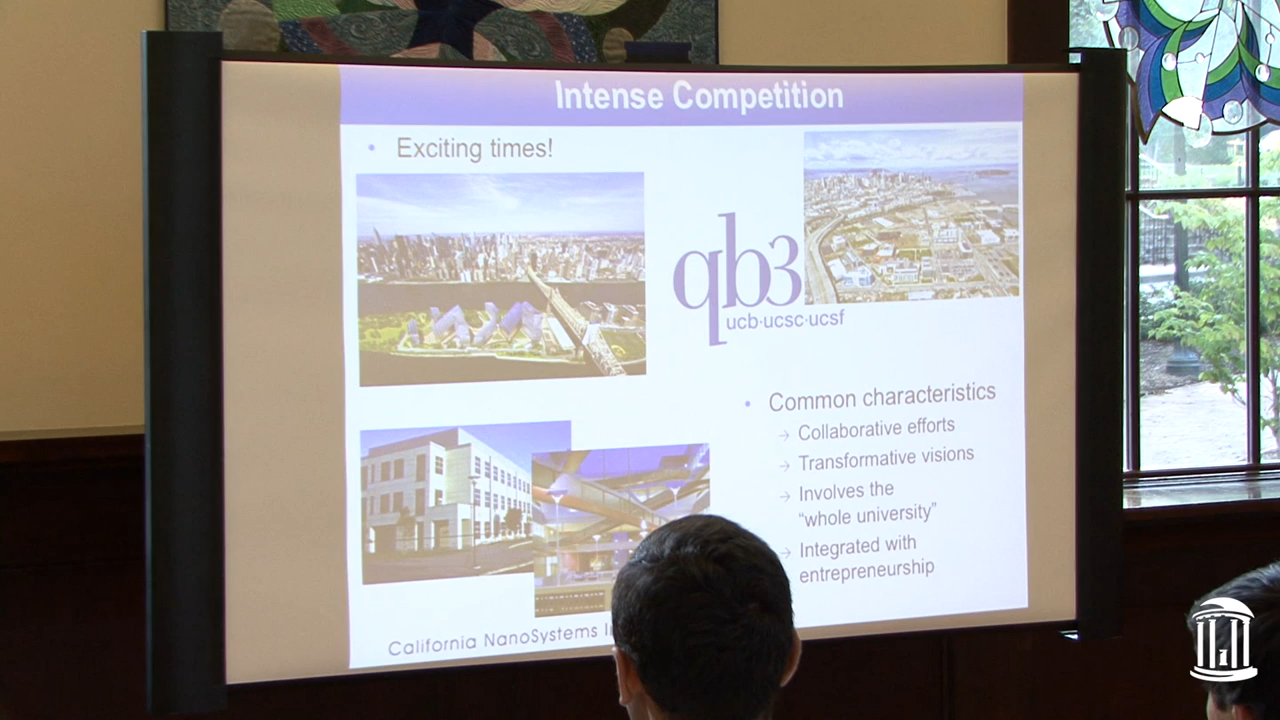 Intense Competition
• Exciting times!
qb3
ucb·ucsc·ucsf
• Common characteristics
→ Collaborative efforts
→ Transformative visions
→ Involves the
“whole university”
→ Integrated with
entrepreneurship
California NanoSystems